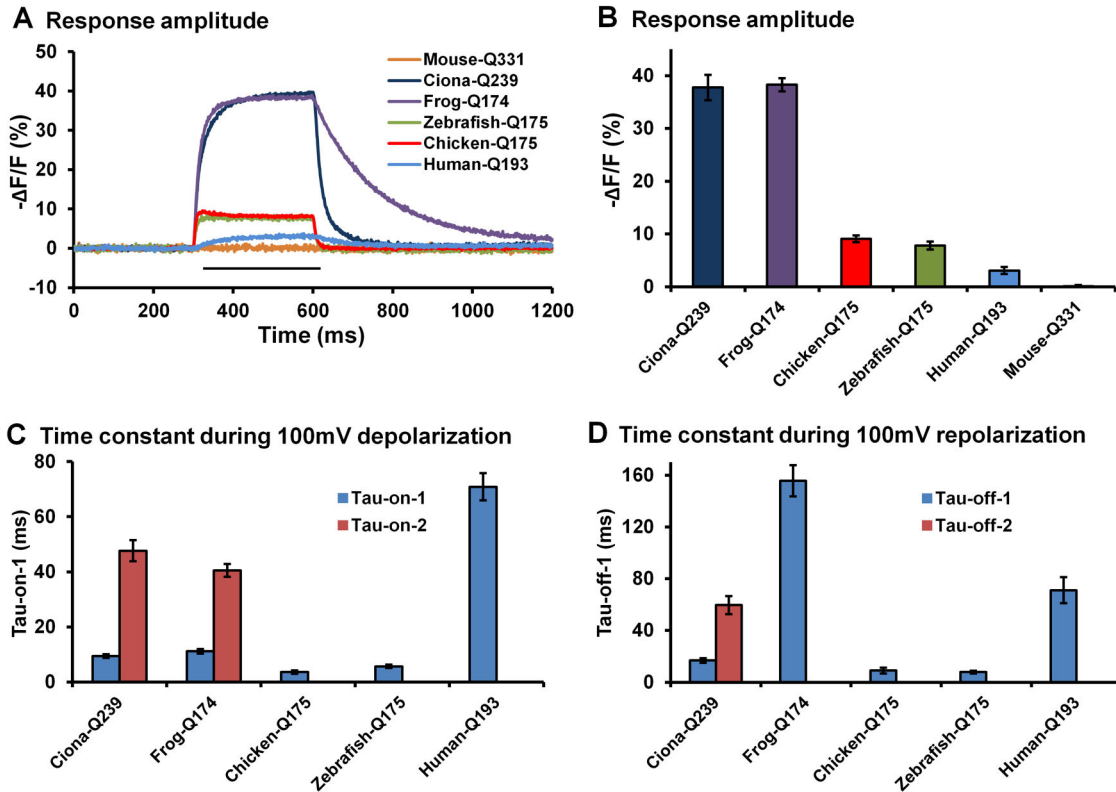 A Response amplitude
50
40
30
20
10
0
-10
-ΔF/F (%)
Mouse-Q331
Ciona-Q239
Frog-Q174
Zebrafish-Q175
Chicken-Q175
Human-Q193
0 200 400 600 800 1000 1200
Time (ms)
B Response amplitude
40
30
20
10
0
-ΔF/F (%)
Ciona-Q239
Frog-Q174
Chicken-Q175
Zebrafish-Q175
Human-Q193
Mouse-Q331
C Time constant during 100mV depolarization
80
60
40
20
0
Tau-on-1 (ms)
Tau-on-1
Tau-on-2
Ciona-Q239
Frog-Q174
Chicken-Q175
Zebrafish-Q175
Human-Q193
D Time constant during 100mV repolarization
160
120
80
40
0
Tau-off-1 (ms)
Tau-off-1
Tau-off-2
Ciona-Q239
Frog-Q174
Chicken-Q175
Zebrafish-Q175
Human-Q193